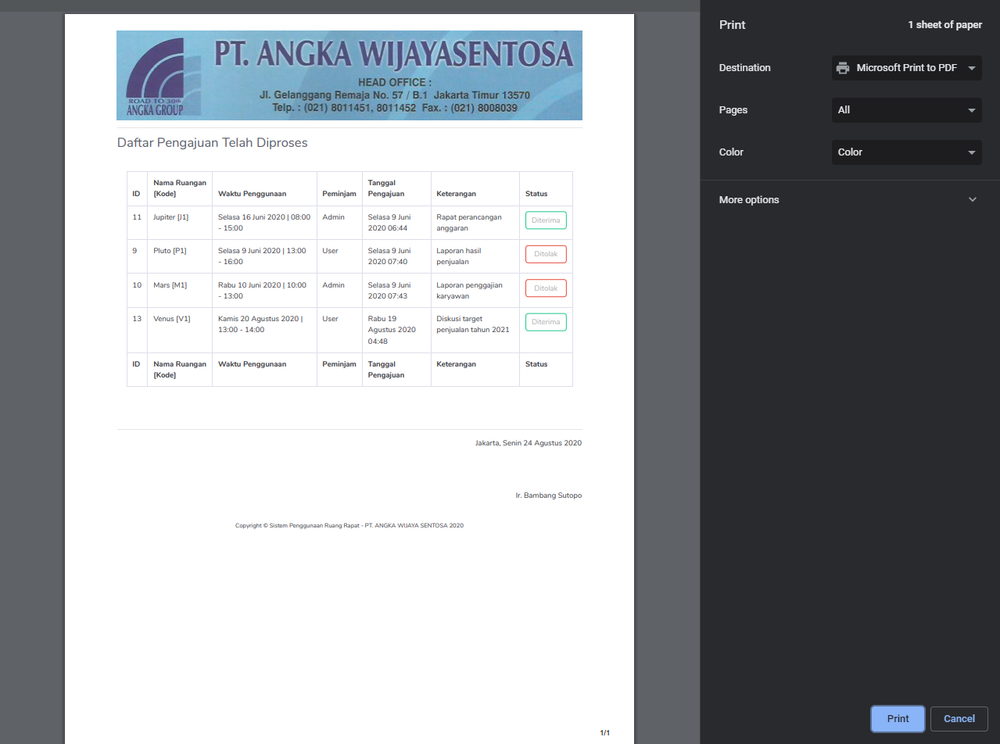 PT. ANGKA WIJAYASENTOSA
HEAD OFFICE :
Jl. Gelanggang Remaja No. 57 / B.1 Jakarta Timur 13570
Telp. : (021) 8011451, 8011452 Fax. : (021) 8008039
ROAD TO 30th
ANGKA GROUP
Daftar Pengajuan Telah Diproses
ID Nama Ruangan [Kode] Waktu Penggunaan Peminjam Tanggal Pengajuan Keterangan Status
11 Jupiter [J1] Selasa 16 Juni 2020 | 08:00 - 15:00 Admin Selasa 9 Juni 2020 06:44 Rapat perancangan anggaran Diterima
9 Pluto [P1] Selasa 9 Juni 2020 | 13:00 - 16:00 User Selasa 9 Juni 2020 07:40 Laporan hasil penjualan Ditolak
10 Mars [M1] Rabu 10 Juni 2020 | 10:00 - 13:00 Admin Selasa 9 Juni 2020 07:43 Laporan penggajian karyawan Ditolak
13 Venus [V1] Kamis 20 Agustus 2020 | 13:00 - 14:00 User Rabu 19 Agustus 2020 04:48 Diskusi target penjualan tahun 2021 Diterima
ID Nama Ruangan [Kode] Waktu Penggunaan Peminjam Tanggal Pengajuan Keterangan Status
Jakarta, Senin 24 Agustus 2020
Ir. Bambang Sutopo
Copyright © Sistem Penggunaan Ruang Rapat - PT. ANGKA WIJAYA SENTOSA 2020
1/1
Print 1 sheet of paper
Destination Microsoft Print to PDF
Pages All
Color Color
More options
Print Cancel